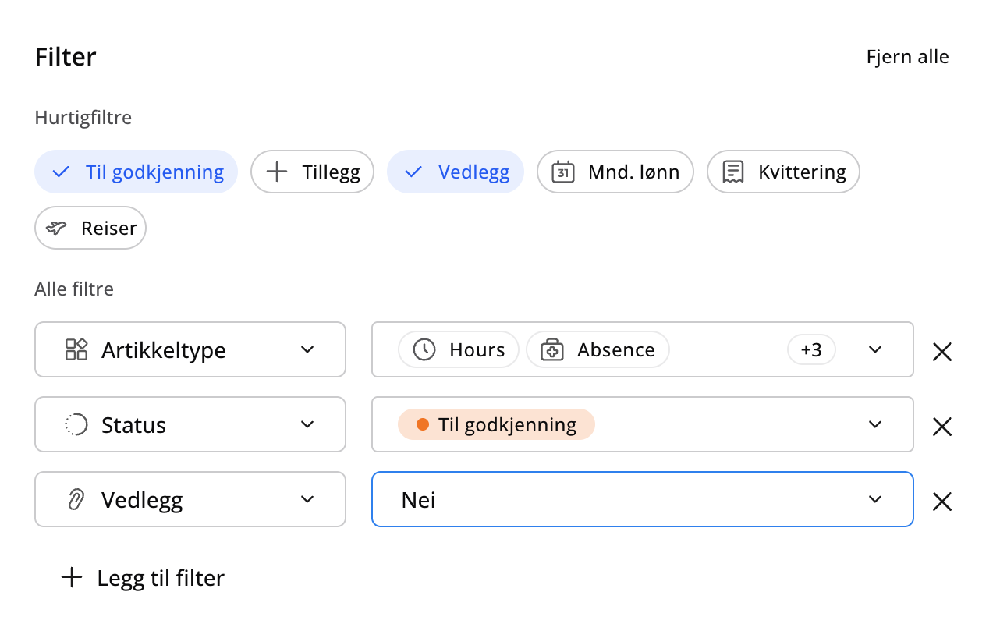 Filter
Fjern alle
Hurtigfiltre
Til godkjenning
Tillegg
Vedlegg
31
Mnd. lønn
Kvittering
Reiser
Alle filtre
Artikkeltype
Hours
Absence
+3
Status
Til godkjenning
Vedlegg
Nei
Legg til filter